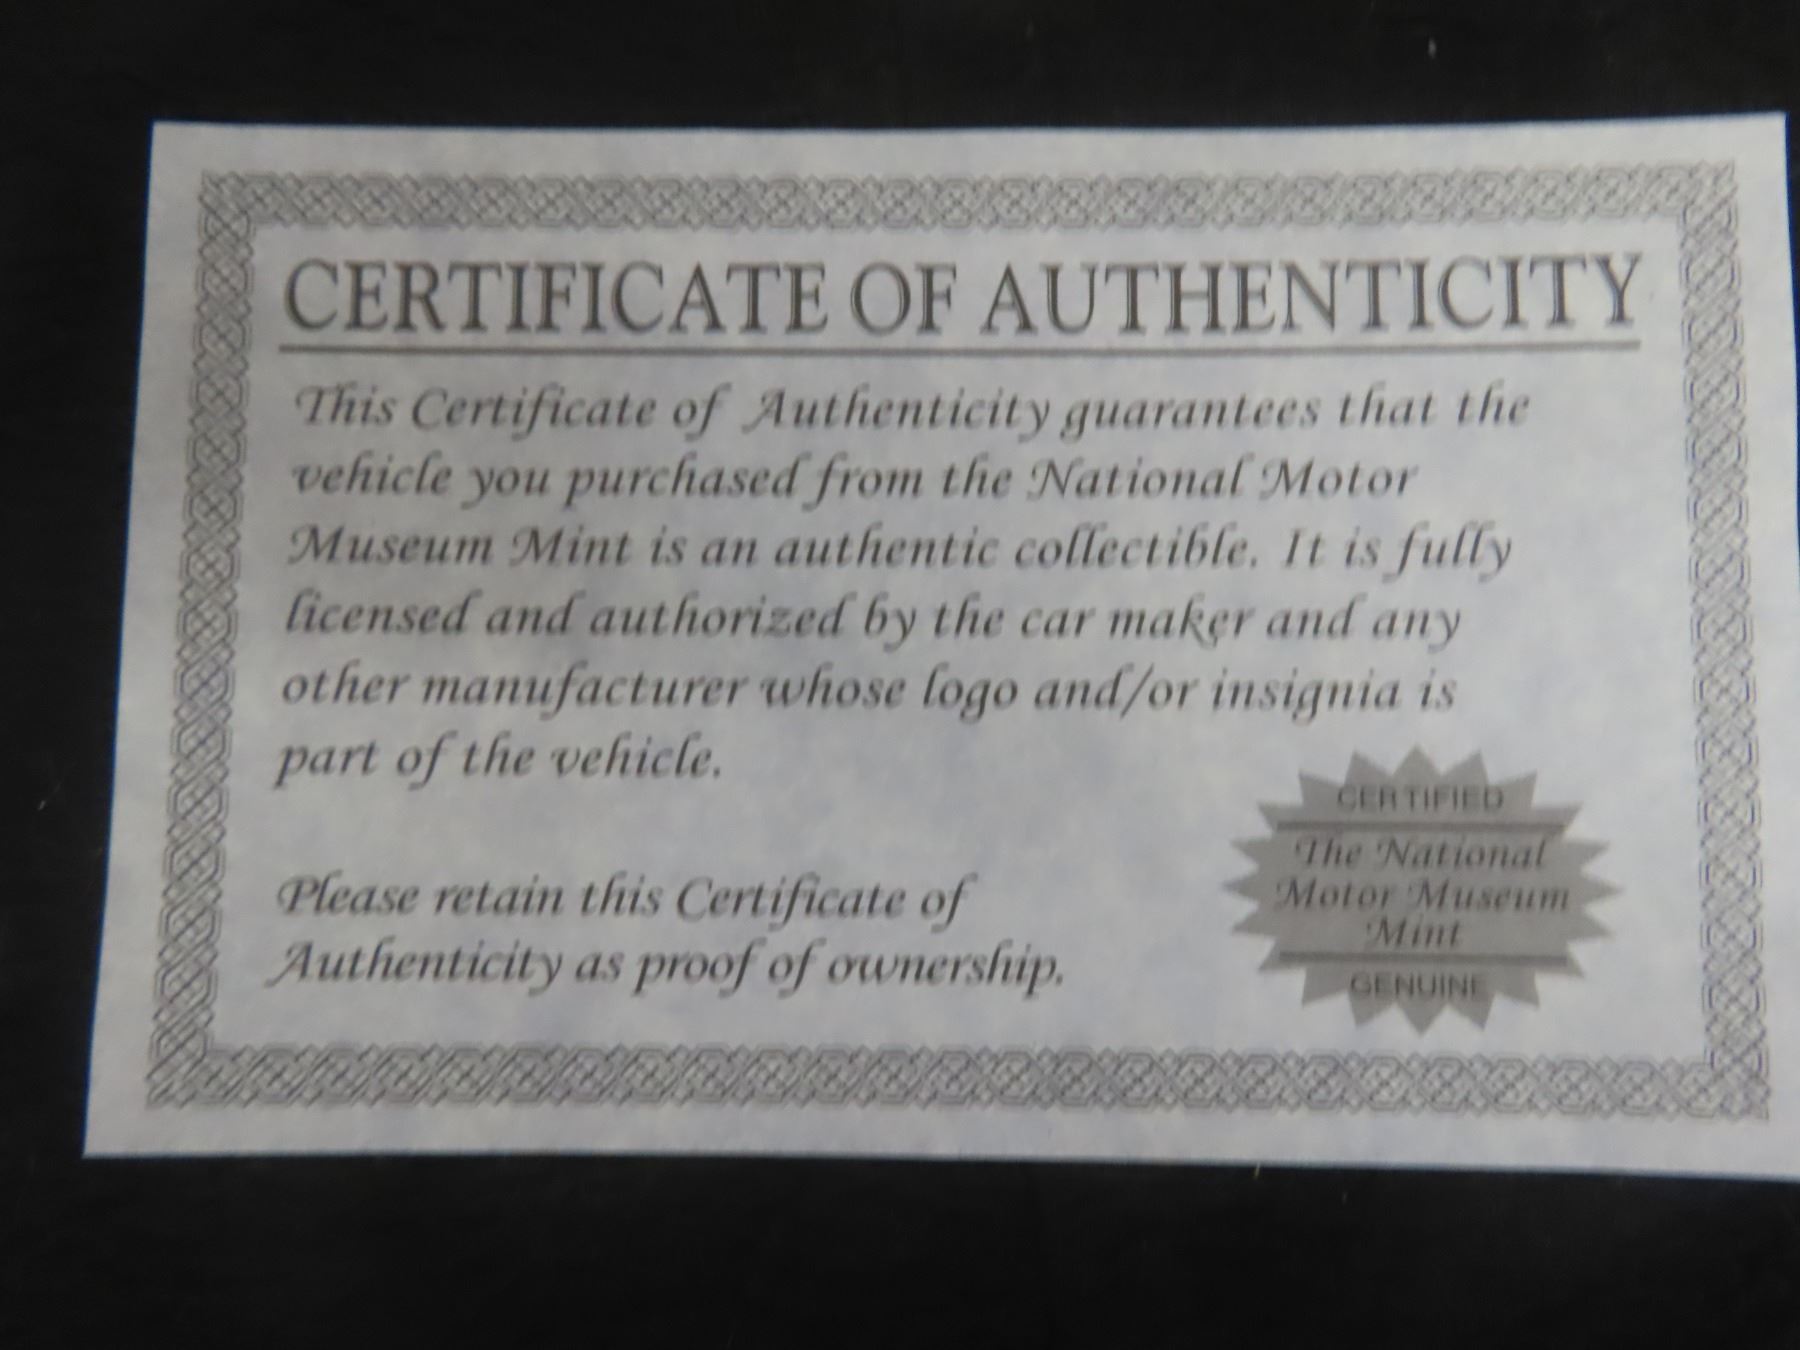 CERTIFICATE OF AUTHENTICITY
This Certificate of Authenticity guarantees that the
vehicle you purchased from the National Motor
Museum Mint is an authentic collectible. It is fully
licensed and authorized by the car maker and any
other manufacturer whose logo and/or insignia is
part of the vehicle.
Please retain this Certificate of
Authenticity as proof of ownership.
CERTIFIED
The National
Motor Museum
Mint
GENUINE